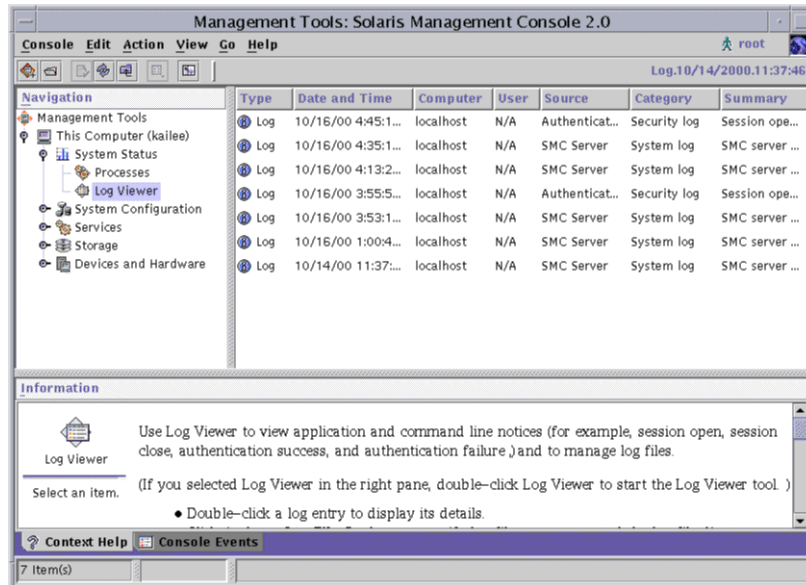 Management Tools: Solaris Management Console 2.0
Console Edit Action View Go Help
root
Log.10/14/2000.11:37:46
Navigation
Management Tools
This Computer (kailee)
System Status
Processes
Log Viewer
System Configuration
Services
Storage
Devices and Hardware
Type Date and Time Computer User Source Category Summary
Log 10/16/00 4:45:1... localhost N/A Authenticat... Security log Session ope...
Log 10/16/00 4:35:1... localhost N/A SMC Server System log SMC server ...
Log 10/16/00 4:13:2... localhost N/A SMC Server System log SMC server ...
Log 10/16/00 3:55:5... localhost N/A Authenticat... Security log Session ope...
Log 10/16/00 3:53:1... localhost N/A SMC Server System log SMC server ...
Log 10/16/00 1:00:4... localhost N/A SMC Server System log SMC server ...
Log 10/14/00 11:37:... localhost N/A SMC Server System log SMC server ...
Information
Log Viewer
Select an item.
Use Log Viewer to view application and command line notices (for example, session open, session
close, authentication success, and authentication failure ,) and to manage log files.
(If you selected Log Viewer in the right pane, double-click Log Viewer to start the Log Viewer tool. )
• Double-click a log entry to display its details.
Context Help Console Events
7 Item(s)